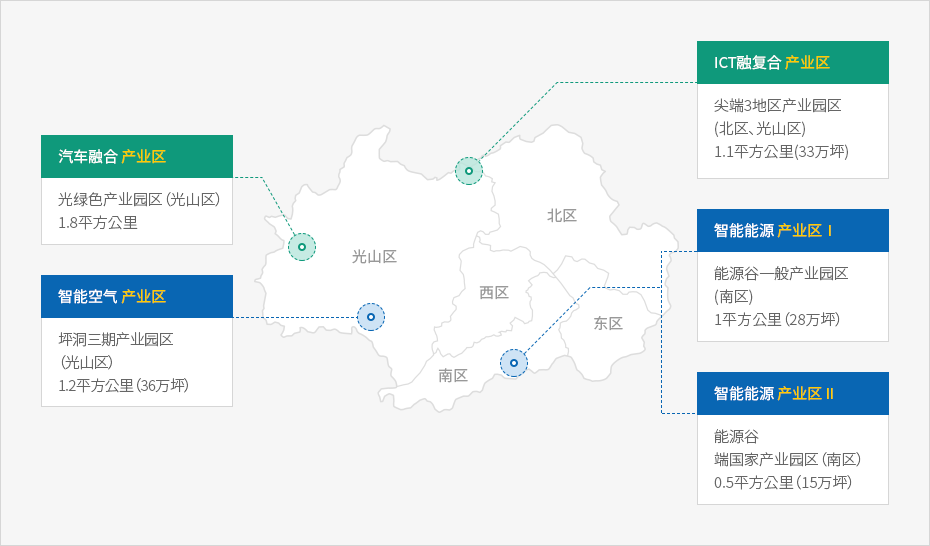 ICT融复合 产业区
尖端3地区产业园区
(北区、光山区)
1.1平方公里(33万坪)
汽车融合 产业区
光绿色产业园区（光山区）
1.8平方公里
智能空气 产业区
坪洞三期产业园区
（光山区）
1.2平方公里（36万坪）
北区
光山区
西区
东区
南区
智能能源 产业区 I
能源谷一般产业园区
(南区)
1平方公里（28万坪）
智能能源 产业区 II
能源谷
端国家产业园区（南区）
0.5平方公里（15万坪）